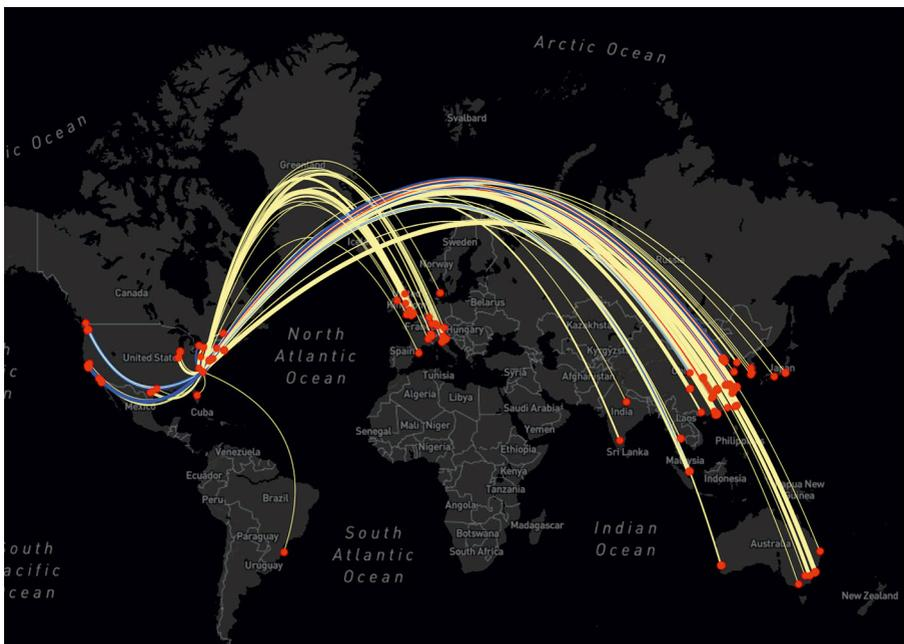 Arctic Ocean
ic Ocean
Svalbard
Greenland
Sweden
Norway
Russia
Canada
Belarus
North
Atlantic
Ocean
Hungary
Kazakhstan
United States
Spain
Kyrgyzstan
Japan
Tunisia
Syria
Afghanistan
Mexico
Cuba
Algeria
Libya
Saudi Arabia
India
Laos
Senegal
Mali
Niger
Yemen
Nigeria
Ethiopia
Sri Lanka
Philippines
Venezuela
Malaysia
Ecuador
Kenya
Indonesia
Papua New
Guinea
Peru
Brazil
Tanzania
Angola
Madagascar
South
Atlantic
Ocean
Indian
Ocean
Paraguay
Botswana
Australia
South Africa
Uruguay
South
acific
cean
New Zealand